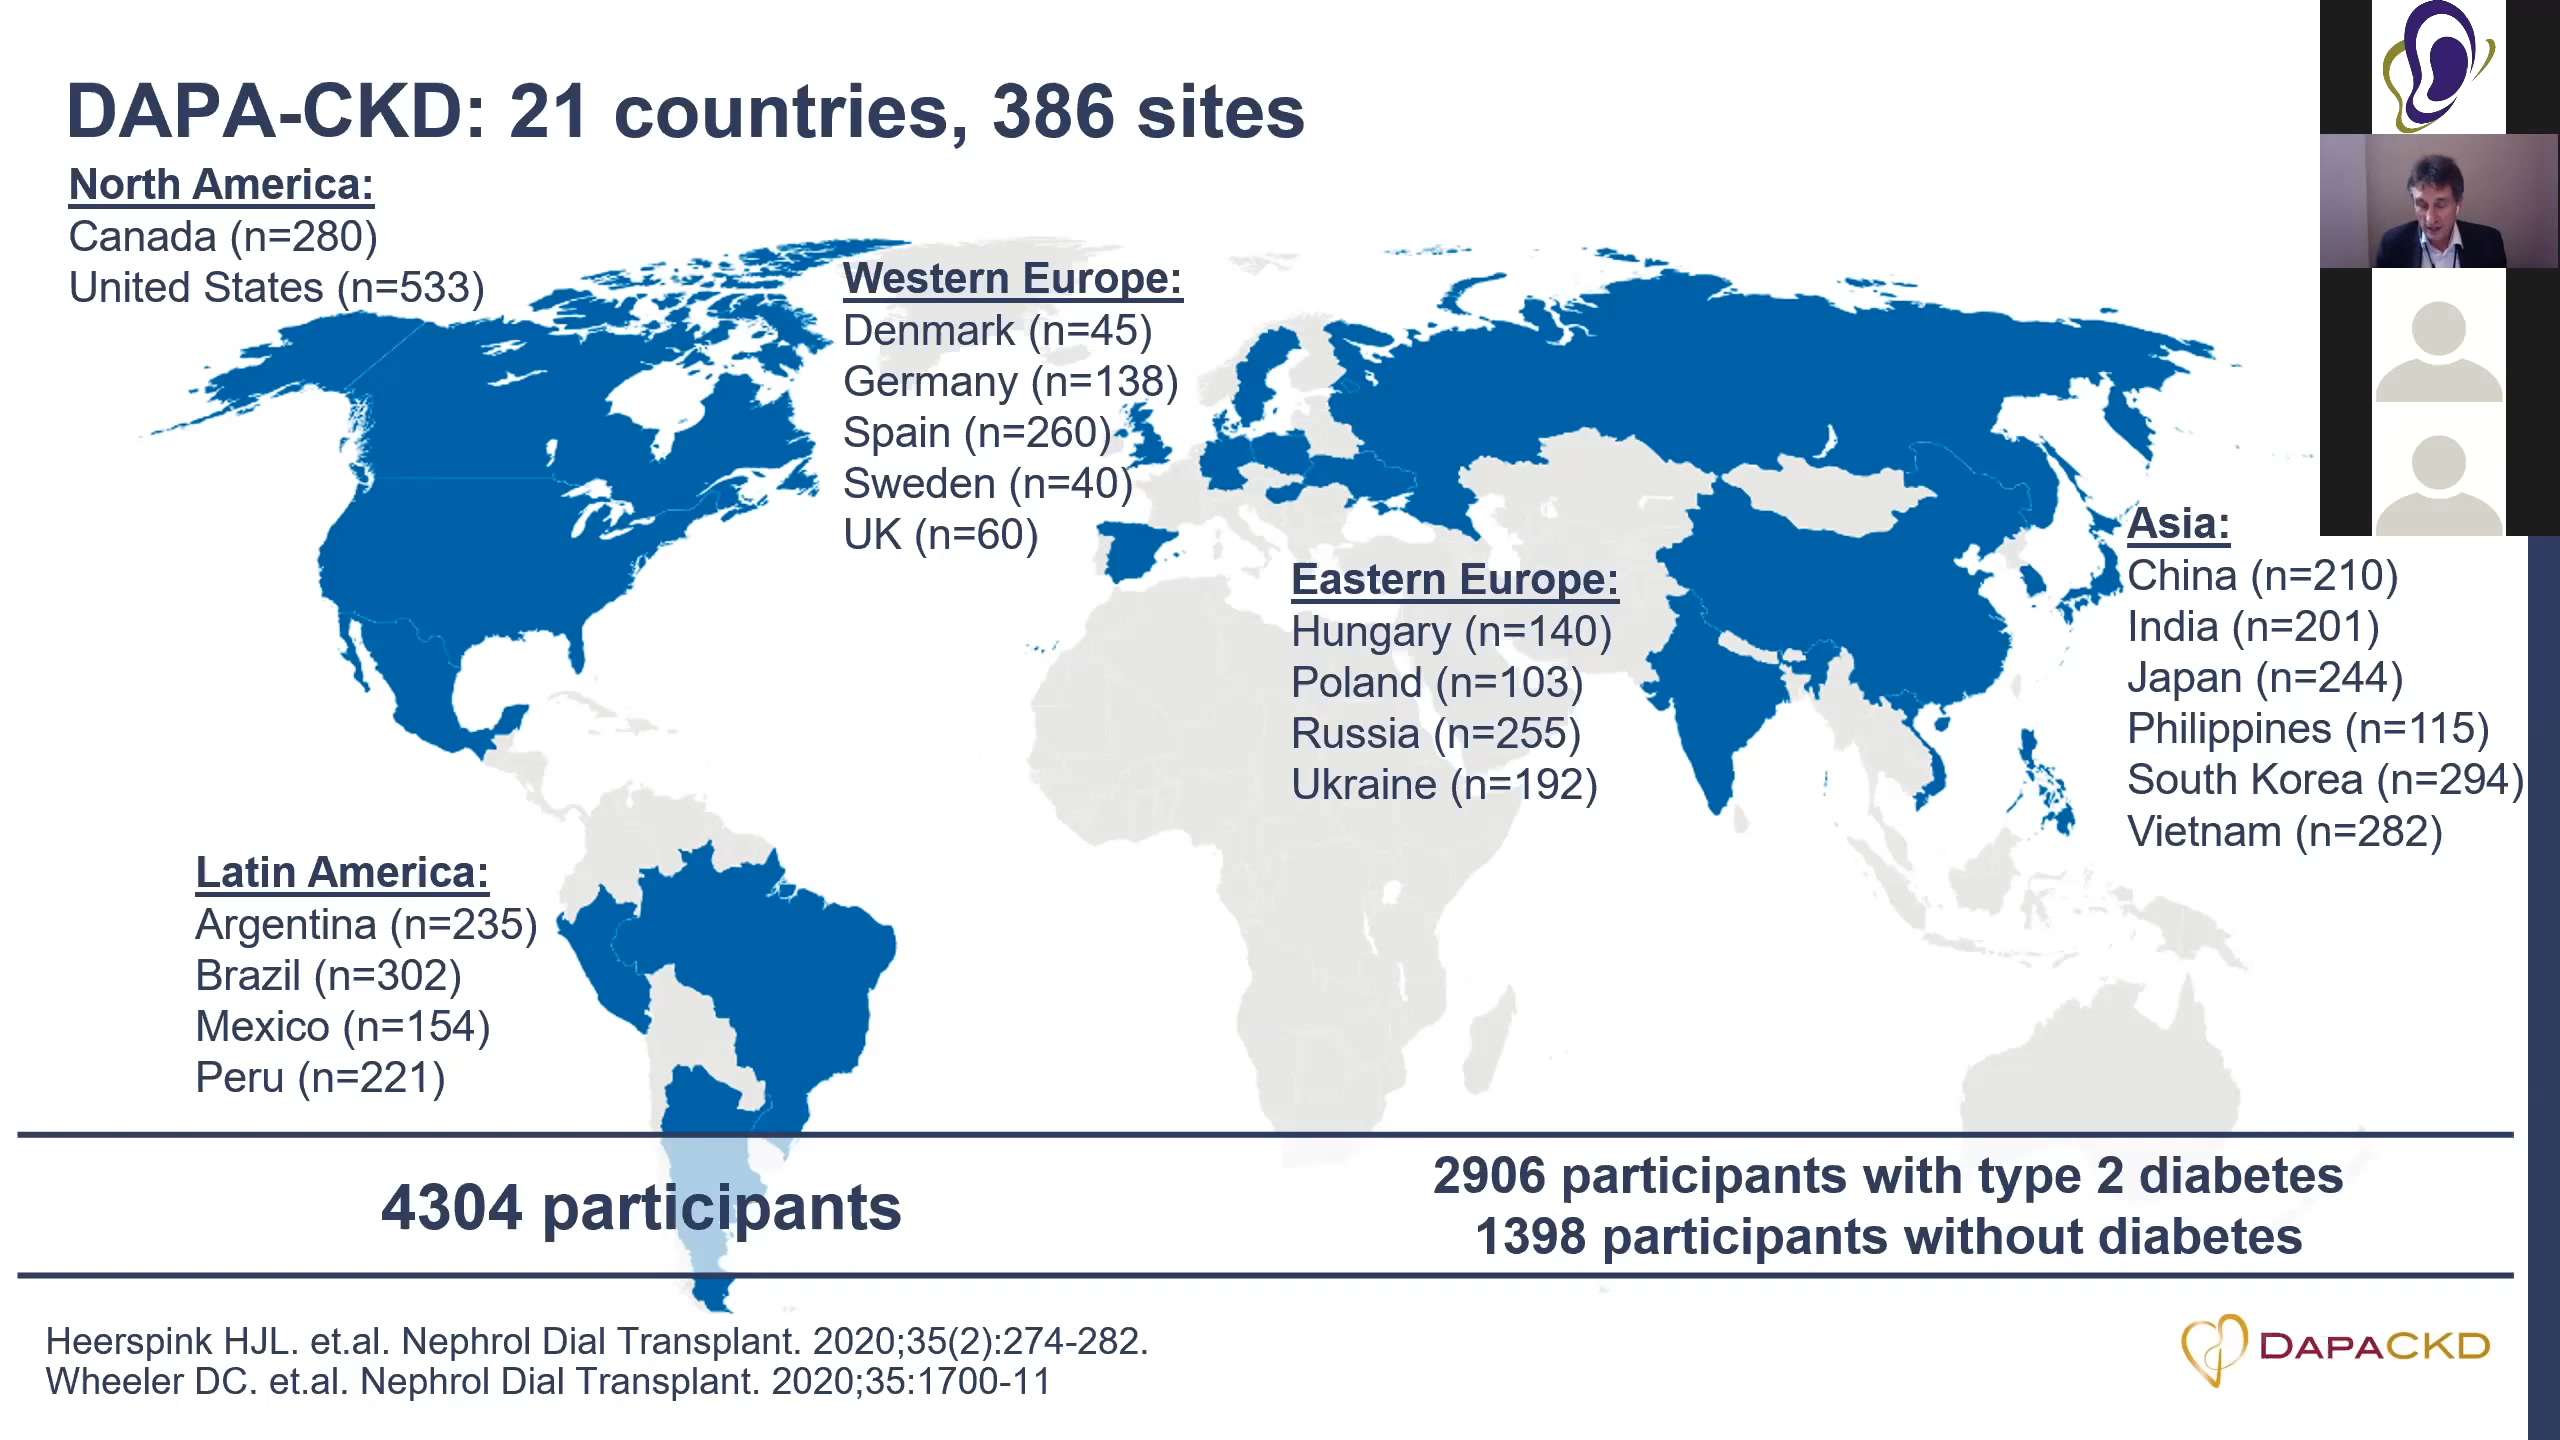 DAPA-CKD: 21 countries, 386 sites
North America:
Canada (n=280)
United States (n=533)
Western Europe:
Denmark (n=45)
Germany (n=138)
Spain (n=260)
Sweden (n=40)
UK (n=60)
Eastern Europe:
Hungary (n=140)
Poland (n=103)
Russia (n=255)
Ukraine (n=192)
Asia:
China (n=210)
India (n=201)
Japan (n=244)
Philippines (n=115)
South Korea (n=294)
Vietnam (n=282)
Latin America:
Argentina (n=235)
Brazil (n=302)
Mexico (n=154)
Peru (n=221)
4304 participants
2906 participants with type 2 diabetes
1398 participants without diabetes
Heerspink HJL. et.al. Nephrol Dial Transplant. 2020;35(2):274-282.
Wheeler DC. et.al. Nephrol Dial Transplant. 2020;35:1700-11
DAPACKD